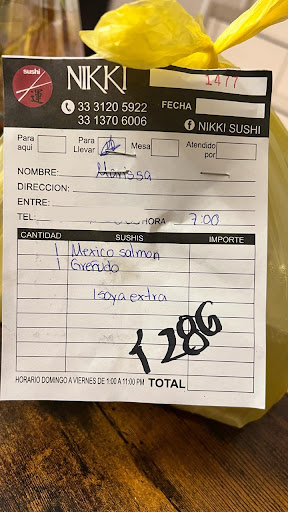 sushi NIKKI 1477
33 3120 5922 FECHA
33 1370 6006 NIKKI SUSHI
Para aqui Para Llevar Mesa Atendido por
NOMBRE: Marissa
DIRECCION:
ENTRE:
TEL: HORA 7:00
CANTIDAD SUSHIS IMPORTE
1 Mexico salmon
1 Greñudo
1 soya extra
T 286
HORARIO DOMINGO A VIERNES DE 1:00 A 11:00 PM TOTAL